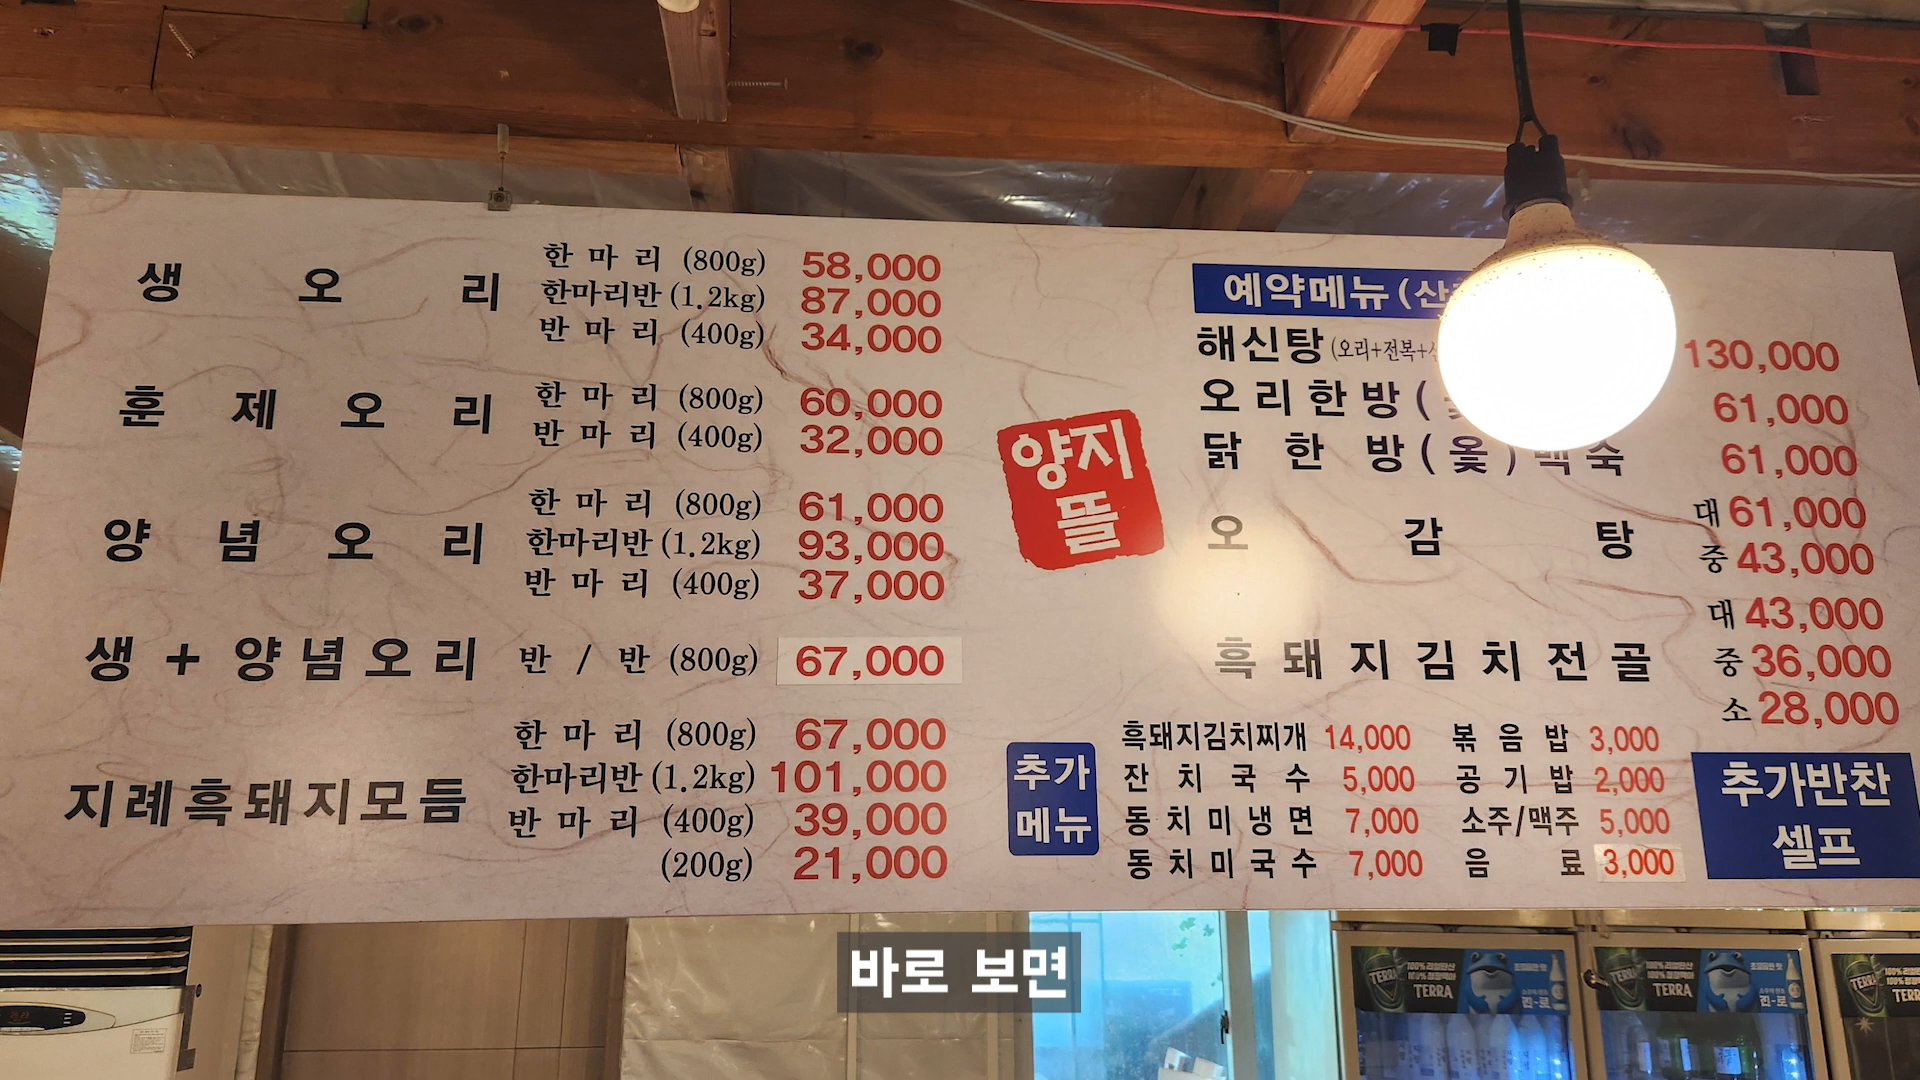 생오리 한마리 (800g) 58,000
한마리반 (1.2kg) 87,000
반마리 (400g) 34,000
훈제오리 한마리 (800g) 60,000
반마리 (400g) 32,000
양념오리 한마리 (800g) 61,000
한마리반 (1.2kg) 93,000
반마리 (400g) 37,000
생+양념오리 반/반 (800g) 67,000
지례흑돼지모듬 한마리 (800g) 67,000
한마리반 (1.2kg) 101,000
반마리 (400g) 39,000
(200g) 21,000
양지
뜰
예약메뉴(산
해신탕(오리+전복+ 130,000
오리한방( 61,000
닭한방(옻)백숙 61,000
오감탕 대 61,000
중 43,000
흑돼지김치전골 대 43,000
중 36,000
소 28,000
추가
메뉴
흑돼지김치찌개 14,000 볶음밥 3,000
잔치국수 5,000 공기밥 2,000
동치미냉면 7,000 소주/맥주 5,000
동치미국수 7,000 음료 3,000
추가반찬
셀프
바로 보면
TERRA
TERRA
TERRA
TERRA
TERRA